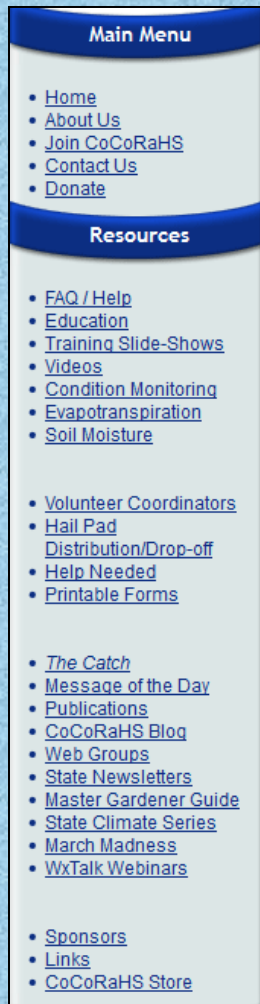 Main Menu
Home
About Us
Join CoCoRaHS
Contact Us
Donate
Resources
FAQ / Help
Education
Training Slide-Shows
Videos
Condition Monitoring
Evapotranspiration
Soil Moisture
Volunteer Coordinators
Hail Pad
Distribution/Drop-off
Help Needed
Printable Forms
The Catch
Message of the Day
Publications
CoCoRaHS Blog
Web Groups
State Newsletters
Master Gardener Guide
State Climate Series
March Madness
WxTalk Webinars
Sponsors
Links
CoCoRaHS Store